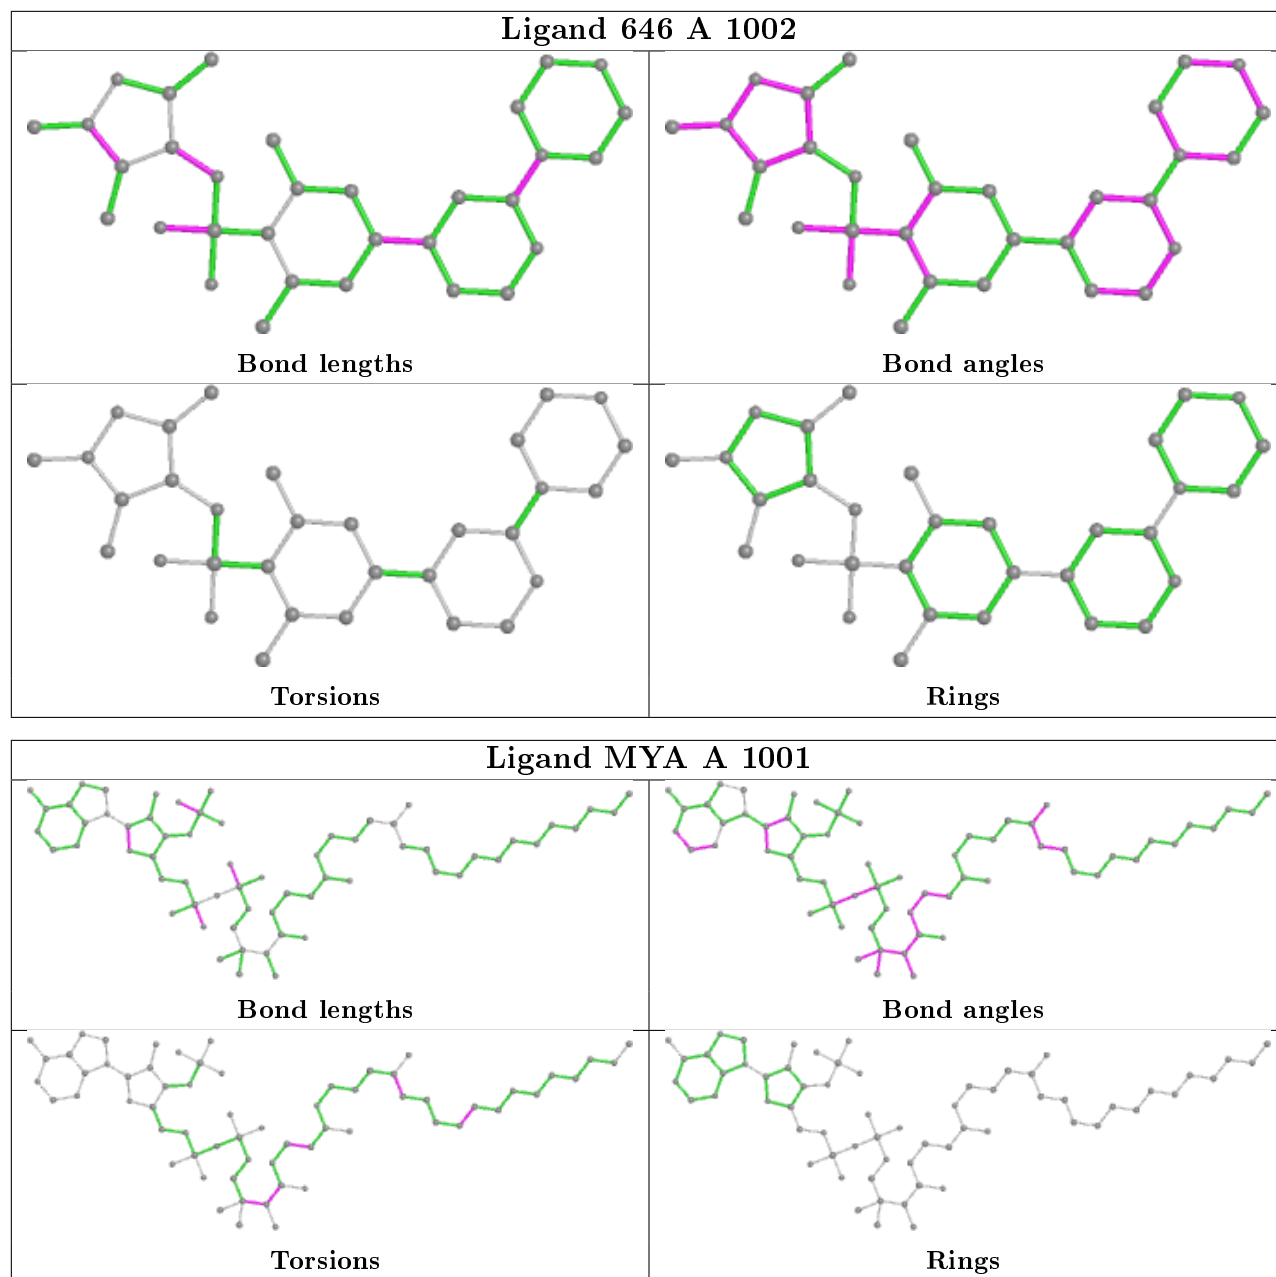 Ligand 646 A 1002
Bond lengths
Bond angles
Torsions
Rings
Ligand MYA A 1001
Bond lengths
Bond angles
Torsions
Rings